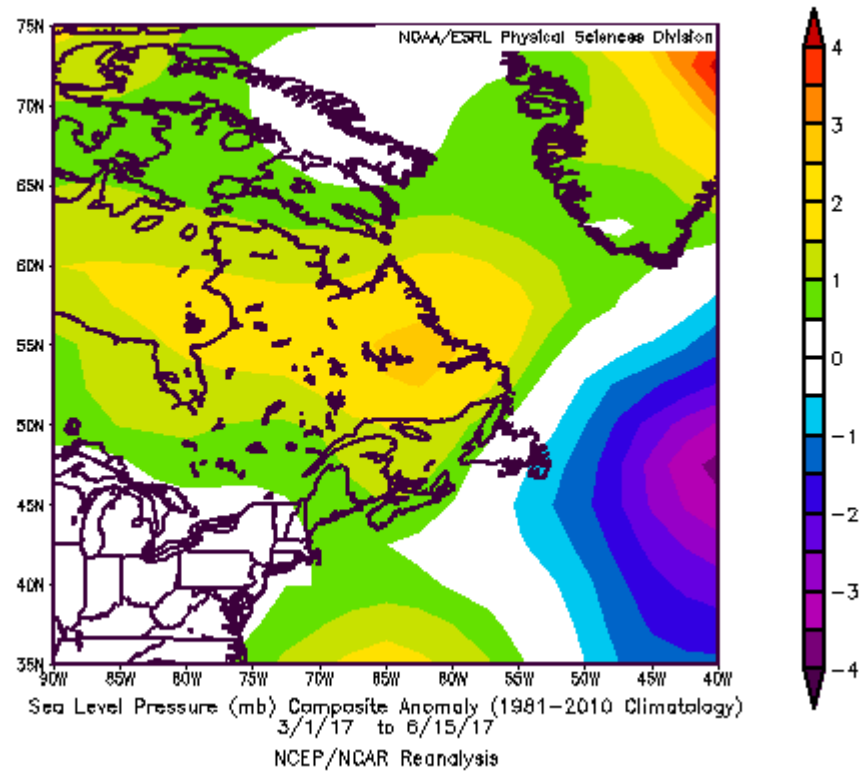 75N
NOAA/ESRL Physical Sciences Division
70N
65N
60N
55N
50N
45N
40N
35N
90W 85W 80W 75W 70W 65W 60W 55W 50W 45W 40W
4
3
2
1
0
−1
−2
−3
−4
Sea Level Pressure (mb) Composite Anomaly (1981−2010 Climatology)
3/1/17 to 6/15/17
NCEP/NCAR Reanalysis